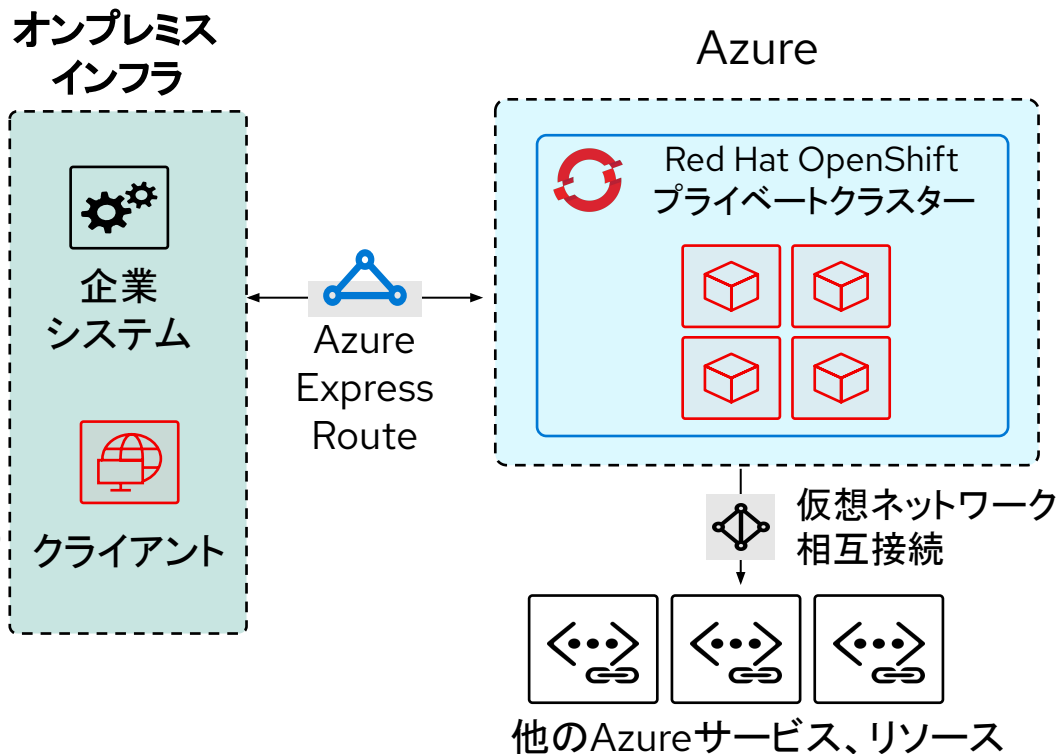 オンプレミス
インフラ
企業
システム
クライアント
Azure
Express
Route
Azure
Red Hat OpenShift
プライベートクラスター
仮想ネットワーク
相互接続
他のAzureサービス、リソース